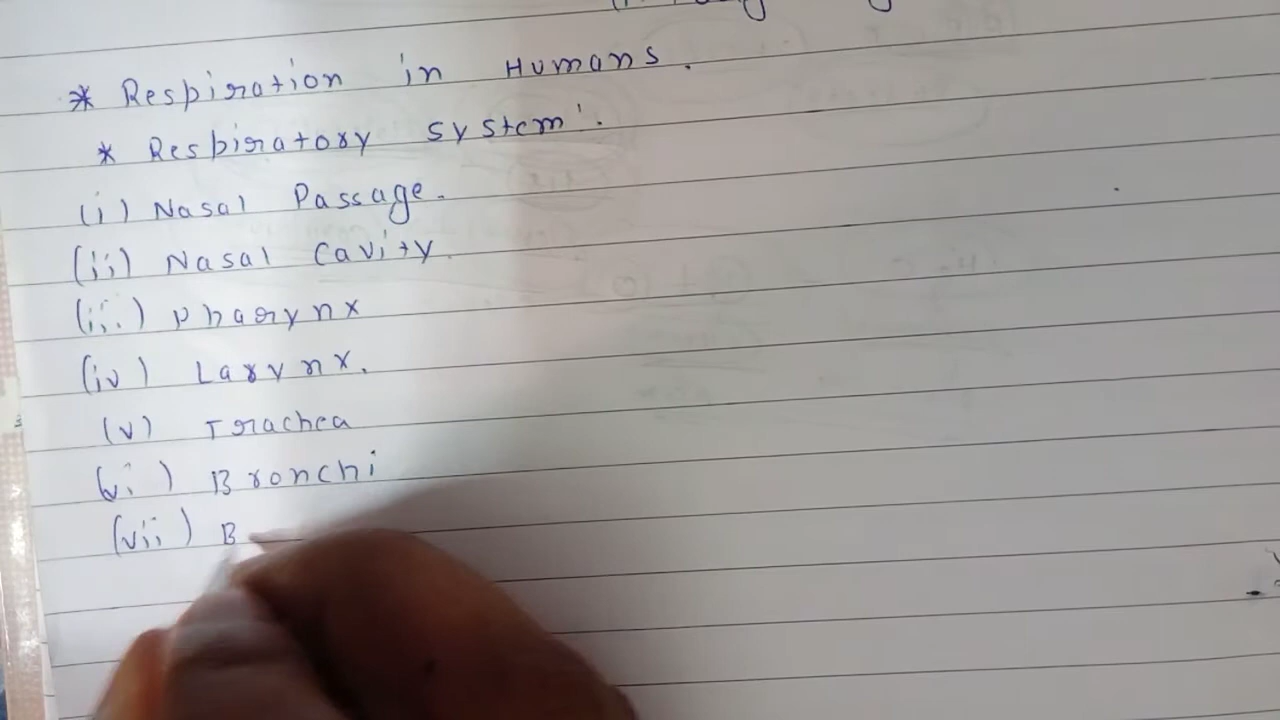 * Respiration in Humans.
* Respiratory system'.
(i) Nasal Passage.
(ii) Nasal Cavity.
(iii.) Pharynx
(iv) Larynx.
(v) Trachea
(vi) Bronchi
(vii) B